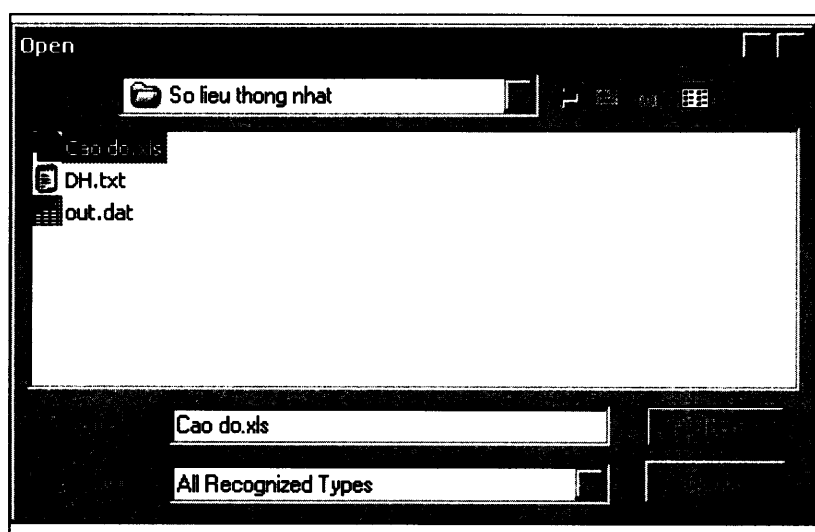 Open
So lieu thong nhat
Cao do.xls
DH.txt
out.dat
Cao do.xls
All Recognized Types